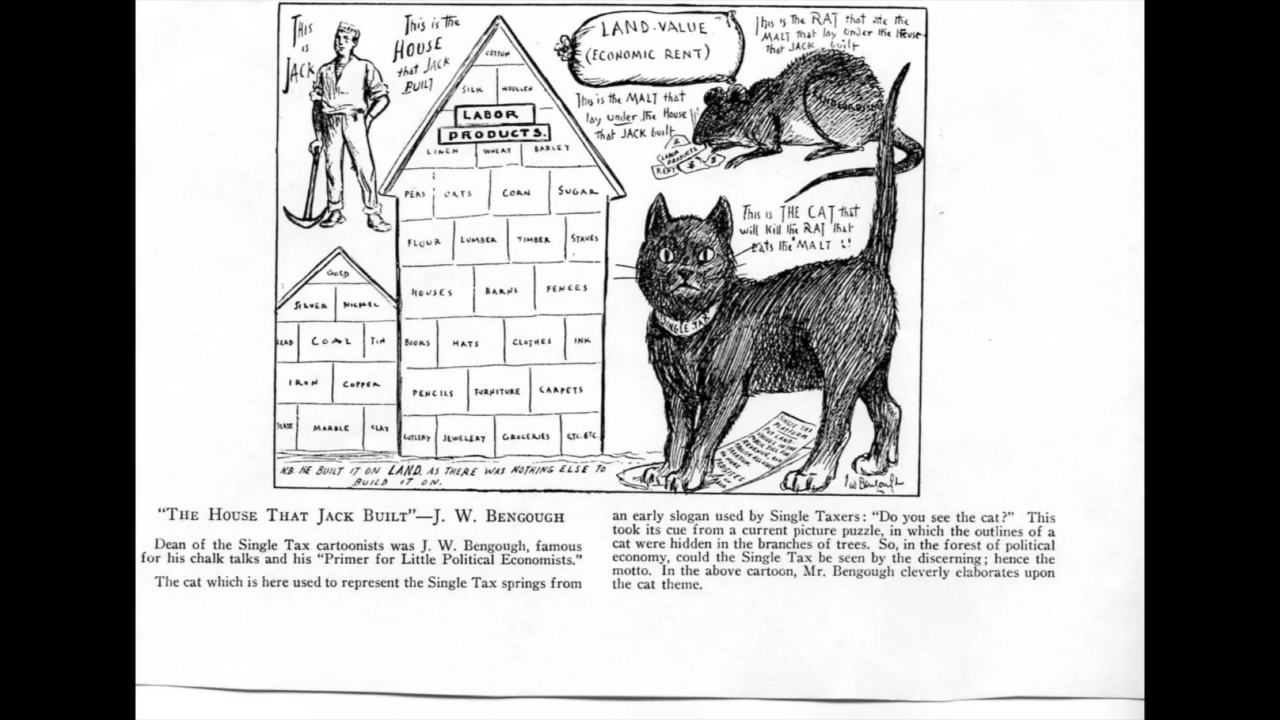 THIS
IS
JACK
This is the
HOUSE
that JACK
BUILT
COTTON
SILK WOOLLEN
LABOR
PRODUCTS.
LINEN WHEAT BARLEY
PEAS OATS CORN SUGAR
FLOUR LUMBER TIMBER STAVES
HOUSES BARNS FENCES
BOOKS HATS CLOTHES INK
PENCILS FURNITURE CARPETS
CUTLERY JEWELERY GROCERIES ETC. ETC.
GOLD
SILVER NICKEL
LEAD COAL TIN
IRON COPPER
SLATE MARBLE CLAY
N.B. HE BUILT IT ON LAND, AS THERE WAS NOTHING ELSE TO
BUILD IT ON.
LAND-VALUE
(ECONOMIC RENT)
This is the MALT that
lay under the House
That JACK built
This is the RAT that ate the
MALT that lay under the House
that JACK built
LABOR
PRODUCTS
RENT $ $
This is THE CAT that
will kill the RAT that
eats the "MALT"!
SINGLE TAX
SINGLE TAX
PLATFORM
J W Bengough
"THE HOUSE THAT JACK BUILT"—J. W. BENGOUGH
Dean of the Single Tax cartoonists was J. W. Bengough, famous
for his chalk talks and his "Primer for Little Political Economists."
The cat which is here used to represent the Single Tax springs from
an early slogan used by Single Taxers: "Do you see the cat?" This
took its cue from a current picture puzzle, in which the outlines of a
cat were hidden in the branches of trees. So, in the forest of political
economy, could the Single Tax be seen by the discerning; hence the
motto. In the above cartoon, Mr. Bengough cleverly elaborates upon
the cat theme.